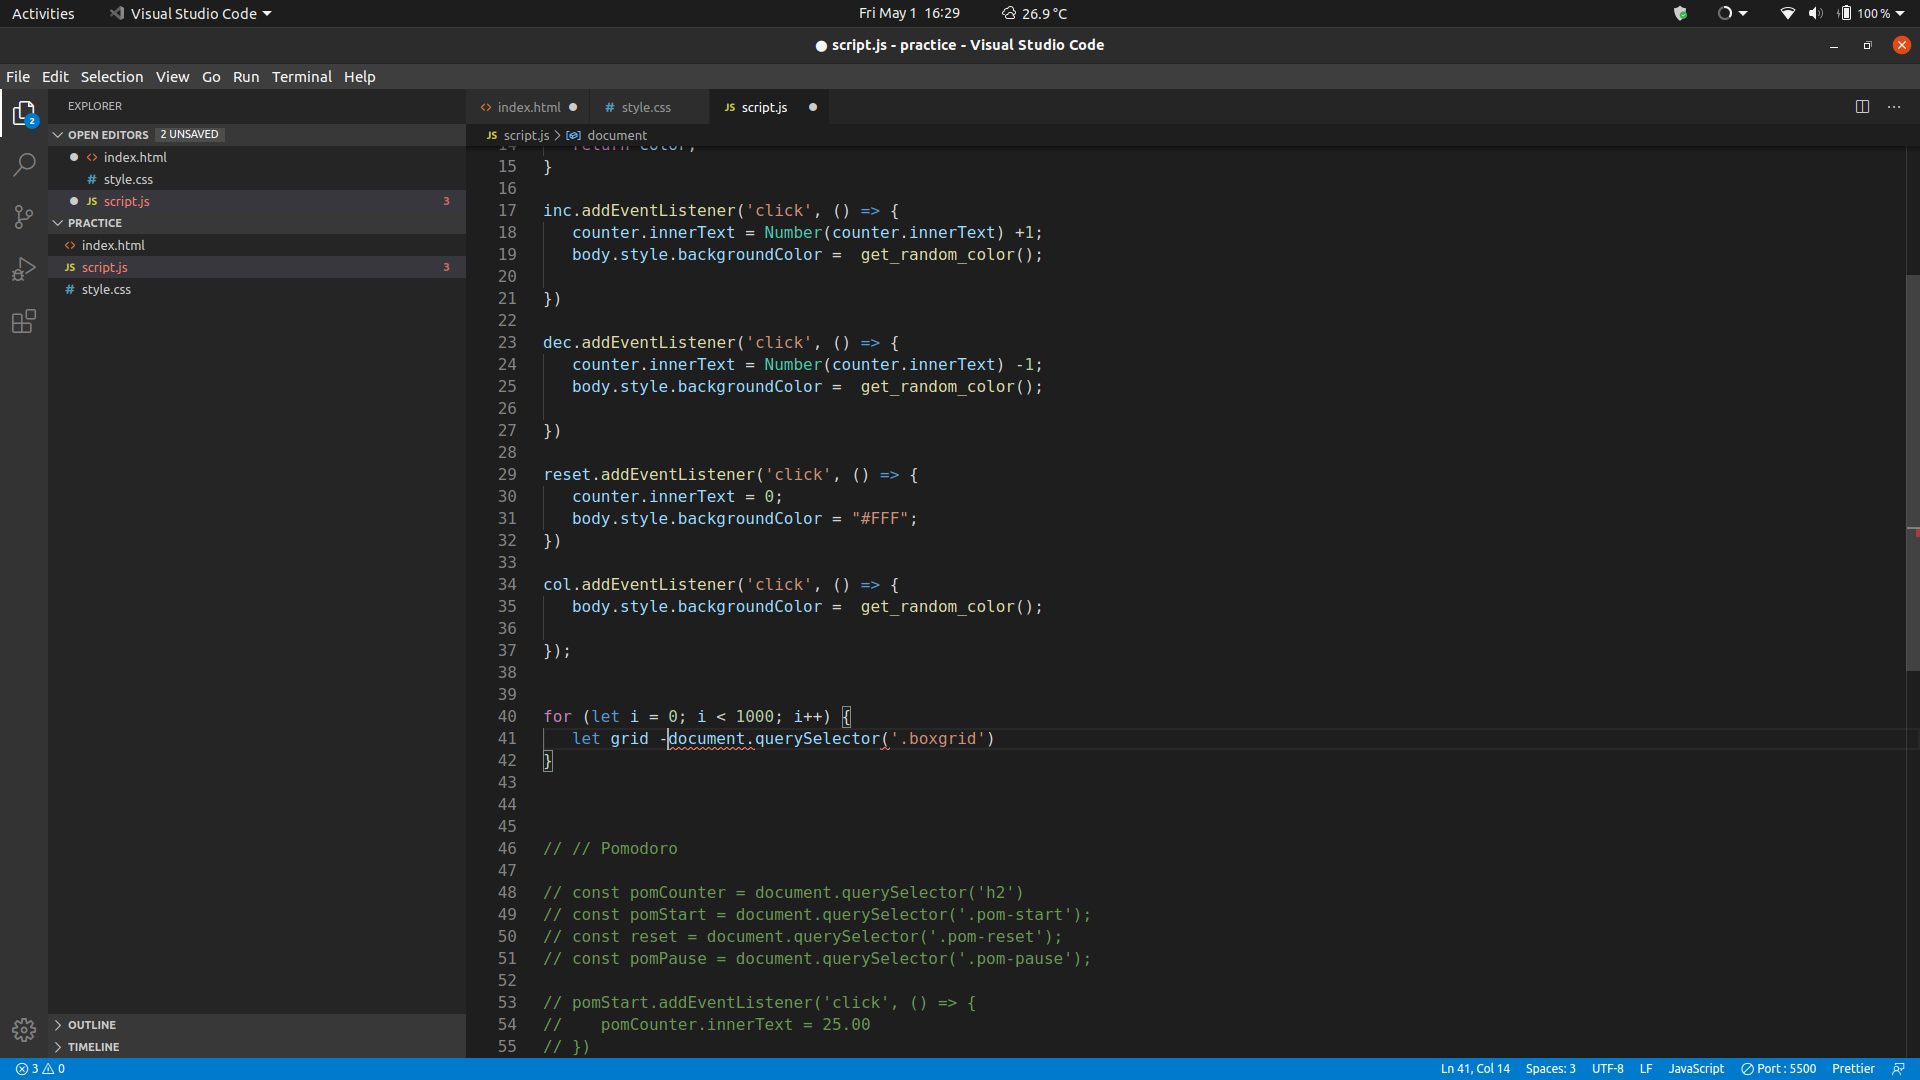 Activities Visual Studio Code Fri May 1 16:29 26.9 °C 100 %
● script.js - practice - Visual Studio Code
File Edit Selection View Go Run Terminal Help
EXPLORER
OPEN EDITORS 2 UNSAVED
index.html
style.css
script.js 3
PRACTICE
index.html
script.js 3
style.css
OUTLINE
TIMELINE
2
index.html style.css script.js
script.js > document
14 return color;
15 }
16
17 inc.addEventListener('click', () => {
18 counter.innerText = Number(counter.innerText) +1;
19 body.style.backgroundColor =  get_random_color();
20
21 })
22
23 dec.addEventListener('click', () => {
24 counter.innerText = Number(counter.innerText) -1;
25 body.style.backgroundColor =  get_random_color();
26
27 })
28
29 reset.addEventListener('click', () => {
30 counter.innerText = 0;
31 body.style.backgroundColor = "#FFF";
32 })
33
34 col.addEventListener('click', () => {
35 body.style.backgroundColor =  get_random_color();
36
37 });
38
39
40 for (let i = 0; i < 1000; i++) {
41 let grid -document.querySelector('.boxgrid')
42 }
43
44
45
46 // // Pomodoro
47
48 // const pomCounter = document.querySelector('h2')
49 // const pomStart = document.querySelector('.pom-start');
50 // const reset = document.querySelector('.pom-reset');
51 // const pomPause = document.querySelector('.pom-pause');
52
53 // pomStart.addEventListener('click', () => {
54 //    pomCounter.innerText = 25.00
55 // })
3 0 Ln 41, Col 14 Spaces: 3 UTF-8 LF JavaScript Port : 5500 Prettier